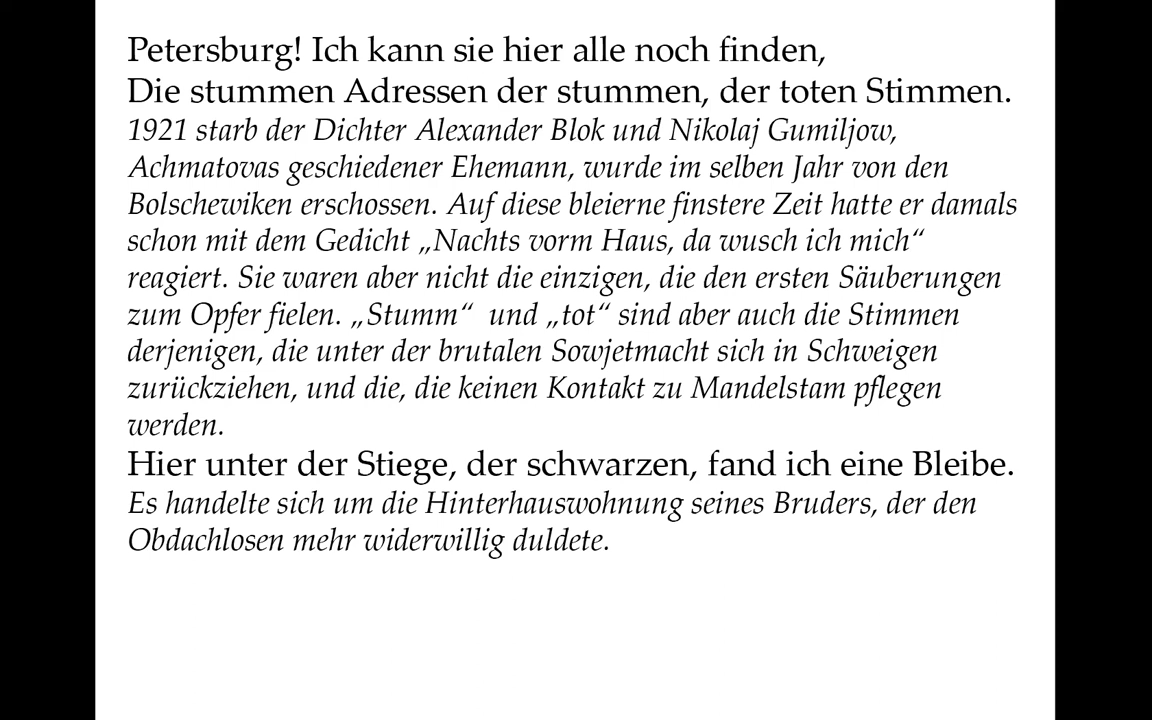 Petersburg! Ich kann sie hier alle noch finden,
Die stummen Adressen der stummen, der toten Stimmen.
1921 starb der Dichter Alexander Blok und Nikolaj Gumiljow,
Achmatovas geschiedener Ehemann, wurde im selben Jahr von den
Bolschewiken erschossen. Auf diese bleierne finstere Zeit hatte er damals
schon mit dem Gedicht „Nachts vorm Haus, da wusch ich mich“
reagiert. Sie waren aber nicht die einzigen, die den ersten Säuberungen
zum Opfer fielen. „Stumm“  und „tot“ sind aber auch die Stimmen
derjenigen, die unter der brutalen Sowjetmacht sich in Schweigen
zurückziehen, und die, die keinen Kontakt zu Mandelstam pflegen
werden.
Hier unter der Stiege, der schwarzen, fand ich eine Bleibe.
Es handelte sich um die Hinterhauswohnung seines Bruders, der den
Obdachlosen mehr widerwillig duldete.